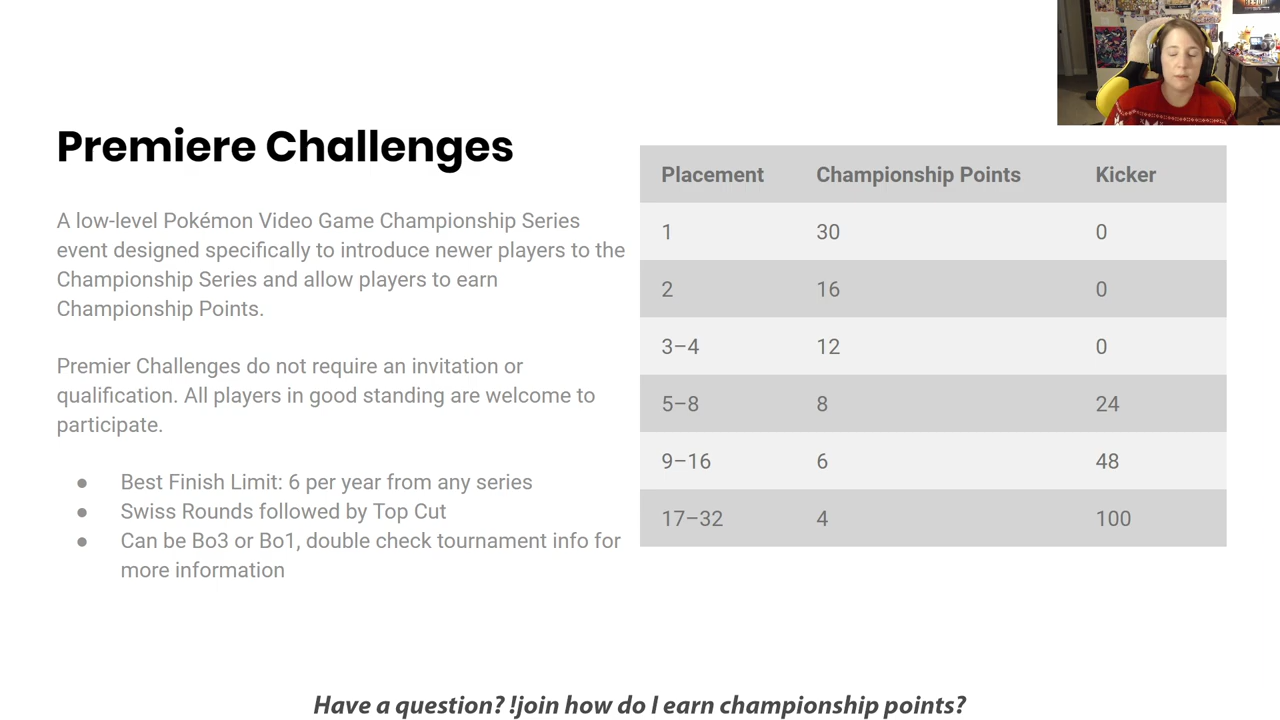 Premiere Challenges
A low-level Pokémon Video Game Championship Series
event designed specifically to introduce newer players to the
Championship Series and allow players to earn
Championship Points.
Premier Challenges do not require an invitation or
qualification. All players in good standing are welcome to
participate.
● Best Finish Limit: 6 per year from any series
● Swiss Rounds followed by Top Cut
● Can be Bo3 or Bo1, double check tournament info for
more information
Placement Championship Points Kicker
1 30 0
2 16 0
3–4 12 0
5–8 8 24
9–16 6 48
17–32 4 100
Have a question? !join how do I earn championship points?